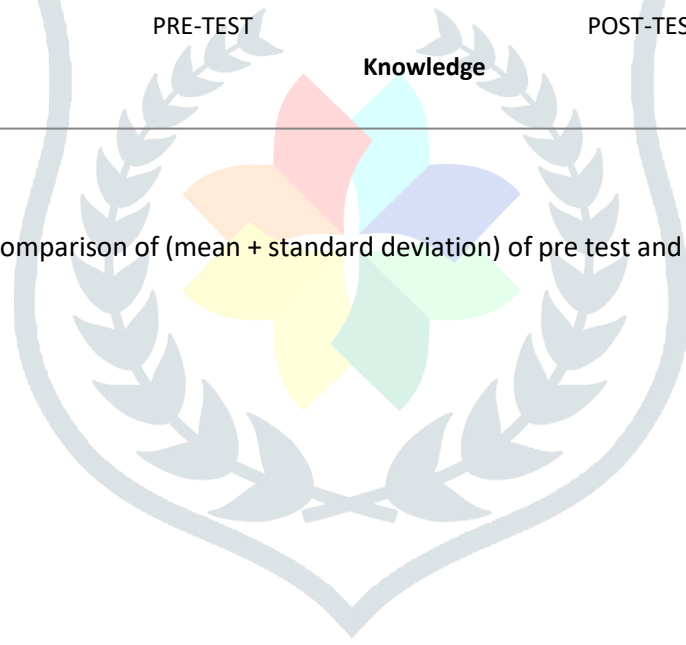 PRE-TEST POST-TES
Knowledge
omparison of (mean + standard deviation) of pre test and